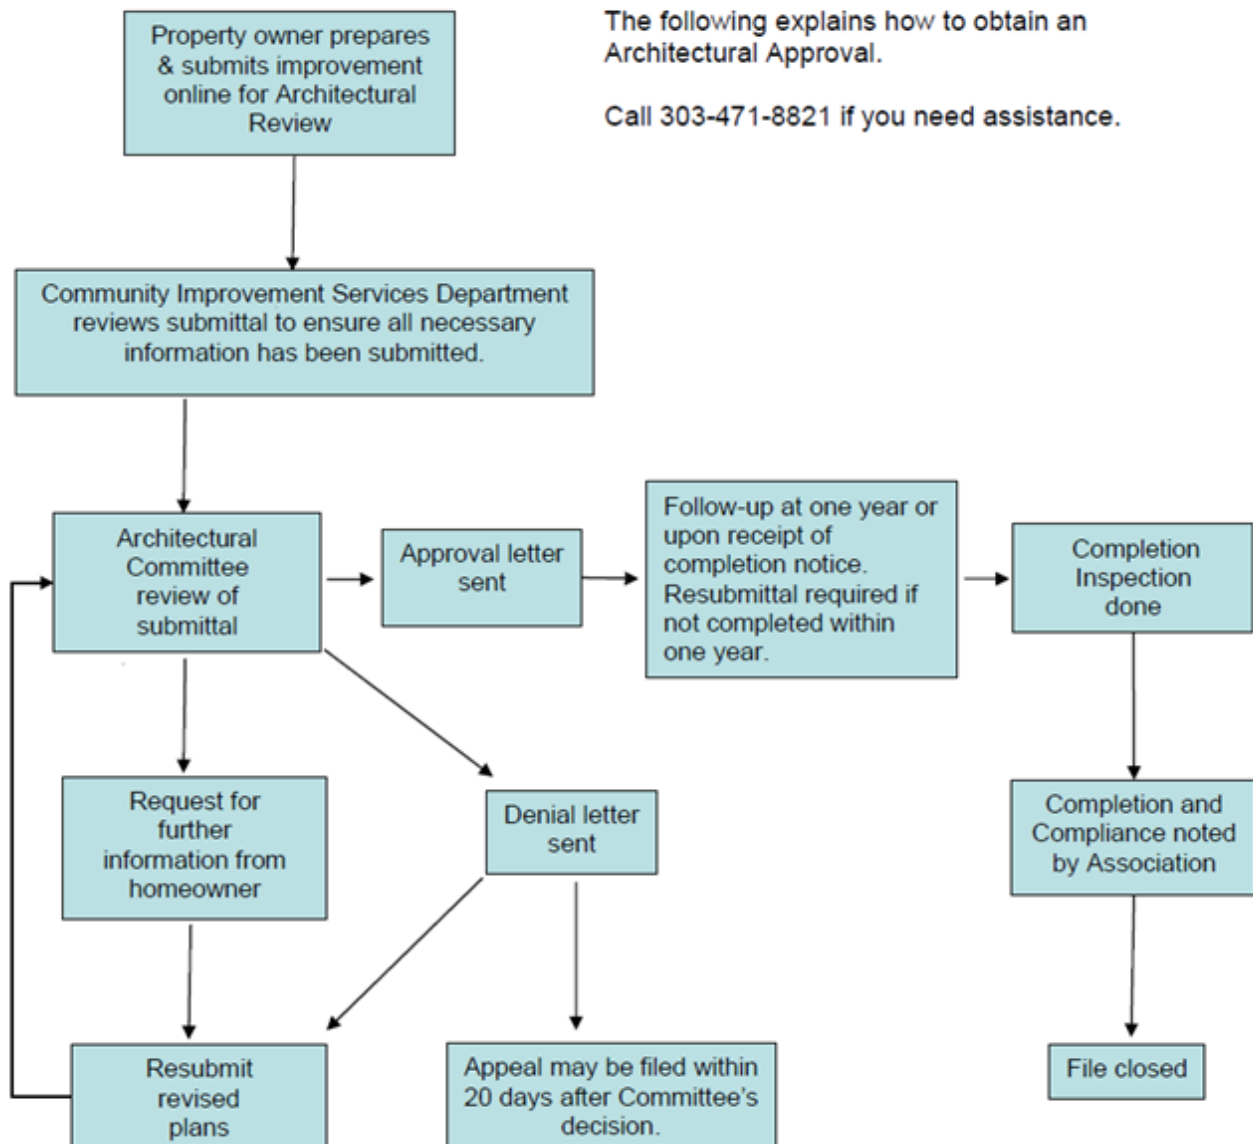 Property owner prepares
& submits improvement
online for Architectural
Review
The following explains how to obtain an
Architectural Approval.
Call 303-471-8821 if you need assistance.
Community Improvement Services Department
reviews submittal to ensure all necessary
information has been submitted.
Architectural
Committee
review of
submittal
Approval letter
sent
Follow-up at one year or
upon receipt of
completion notice.
Resubmittal required if
not completed within
one year.
Completion
Inspection
done
Request for
further
information from
homeowner
Denial letter
sent
Completion and
Compliance noted
by Association
Resubmit
revised
plans
Appeal may be filed within
20 days after Committee's
decision.
File closed